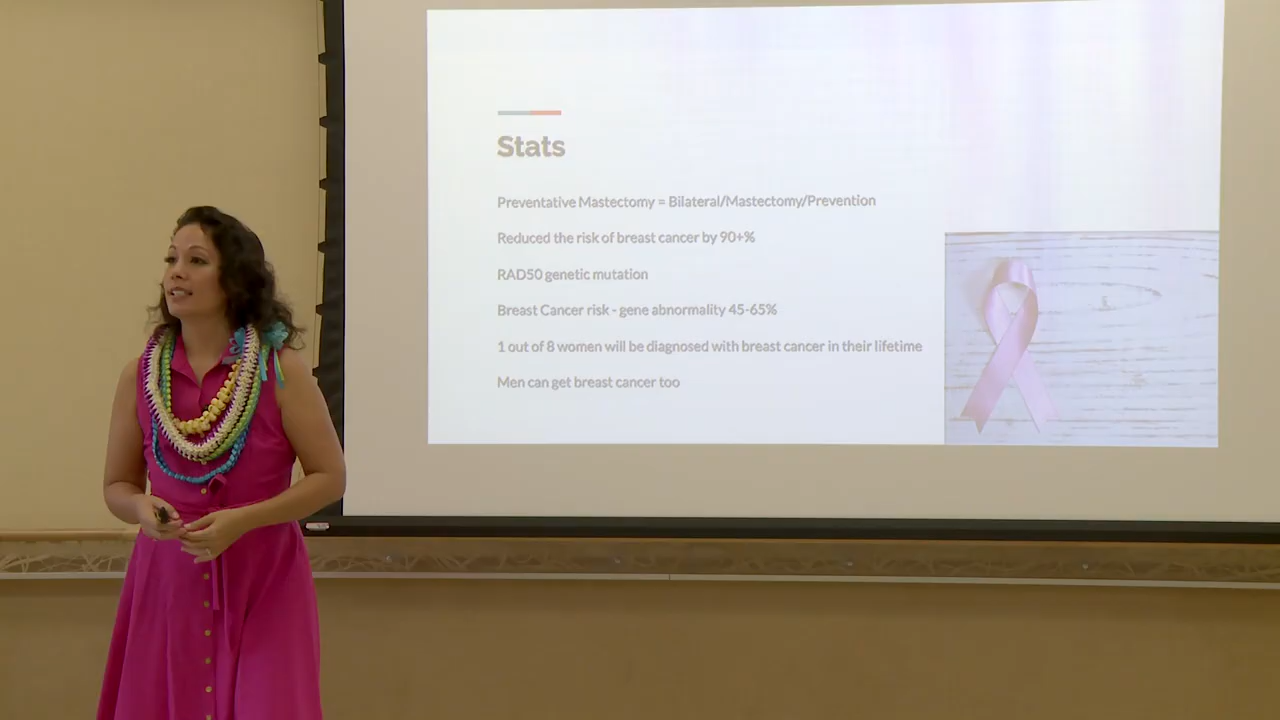 Stats
Preventative Mastectomy = Bilateral/Mastectomy/Prevention
Reduced the risk of breast cancer by 90+%
RAD50 genetic mutation
Breast Cancer risk - gene abnormality 45-65%
1 out of 8 women will be diagnosed with breast cancer in their lifetime
Men can get breast cancer too